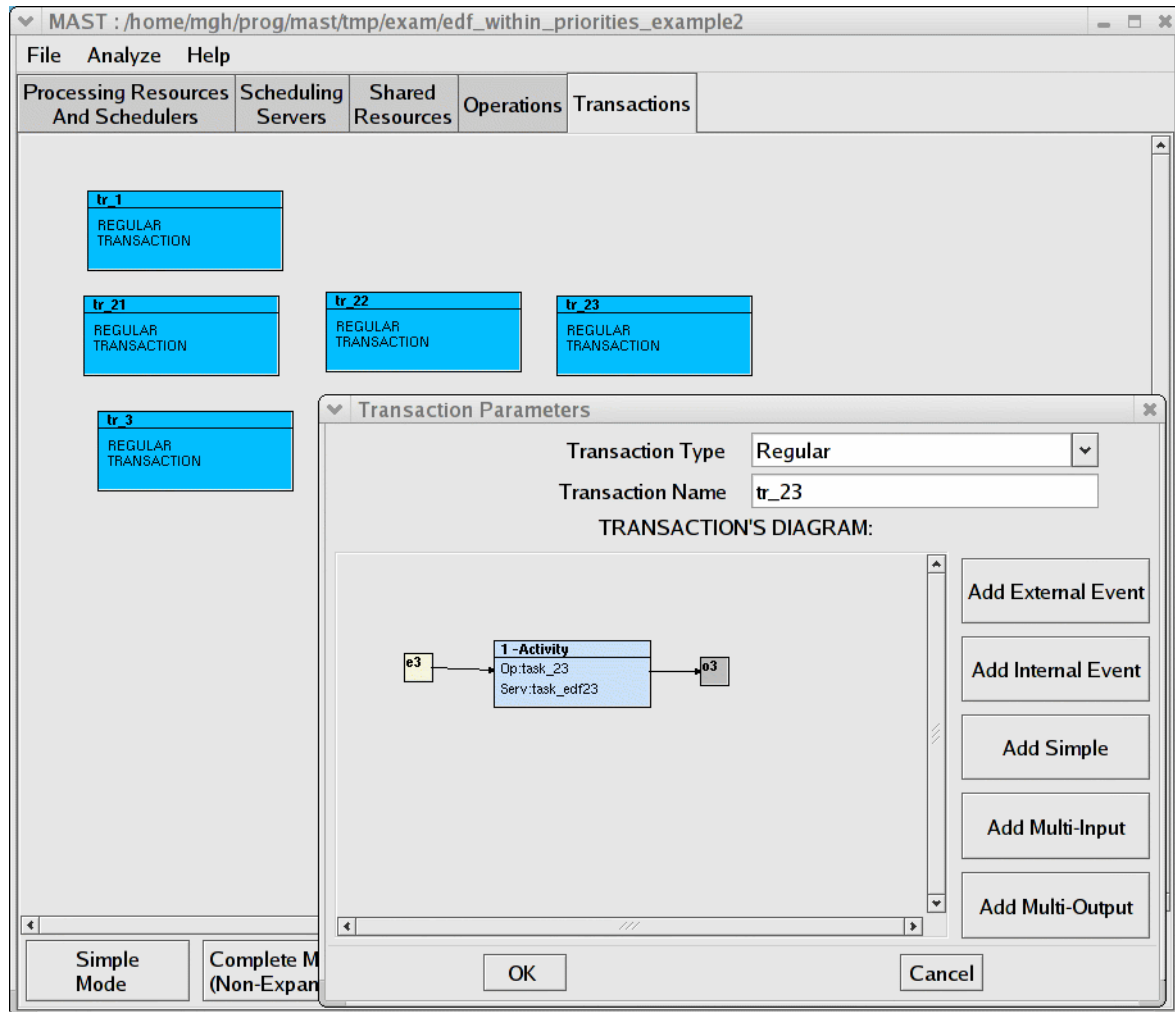 MAST : /home/mgh/prog/mast/tmp/exam/edf_within_priorities_example2
File Analyze Help
Processing Resources
And Schedulers
Scheduling
Servers
Shared
Resources
Operations
Transactions
tr_1
REGULAR
TRANSACTION
tr_21
REGULAR
TRANSACTION
tr_22
REGULAR
TRANSACTION
tr_23
REGULAR
TRANSACTION
tr_3
REGULAR
TRANSACTION
Transaction Parameters
Transaction Type Regular
Transaction Name tr_23
TRANSACTION'S DIAGRAM:
e3
1 -Activity
Op:task_23
Serv:task_edf23
o3
Add External Event
Add Internal Event
Add Simple
Add Multi-Input
Add Multi-Output
OK
Cancel
Simple
Mode
Complete M
(Non-Expan